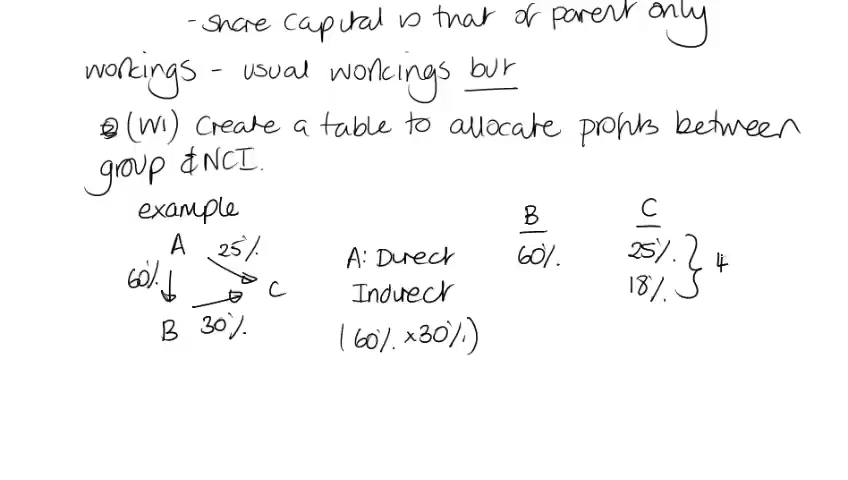 - share capital is that of parent only
workings - usual workings but
(W1) Create a table to allocate profits between
group & NCI.
example
B C
A 25% A: Direct 60% 25% } 4
60% C Indirect 18%
B 30% (60% x 30%)